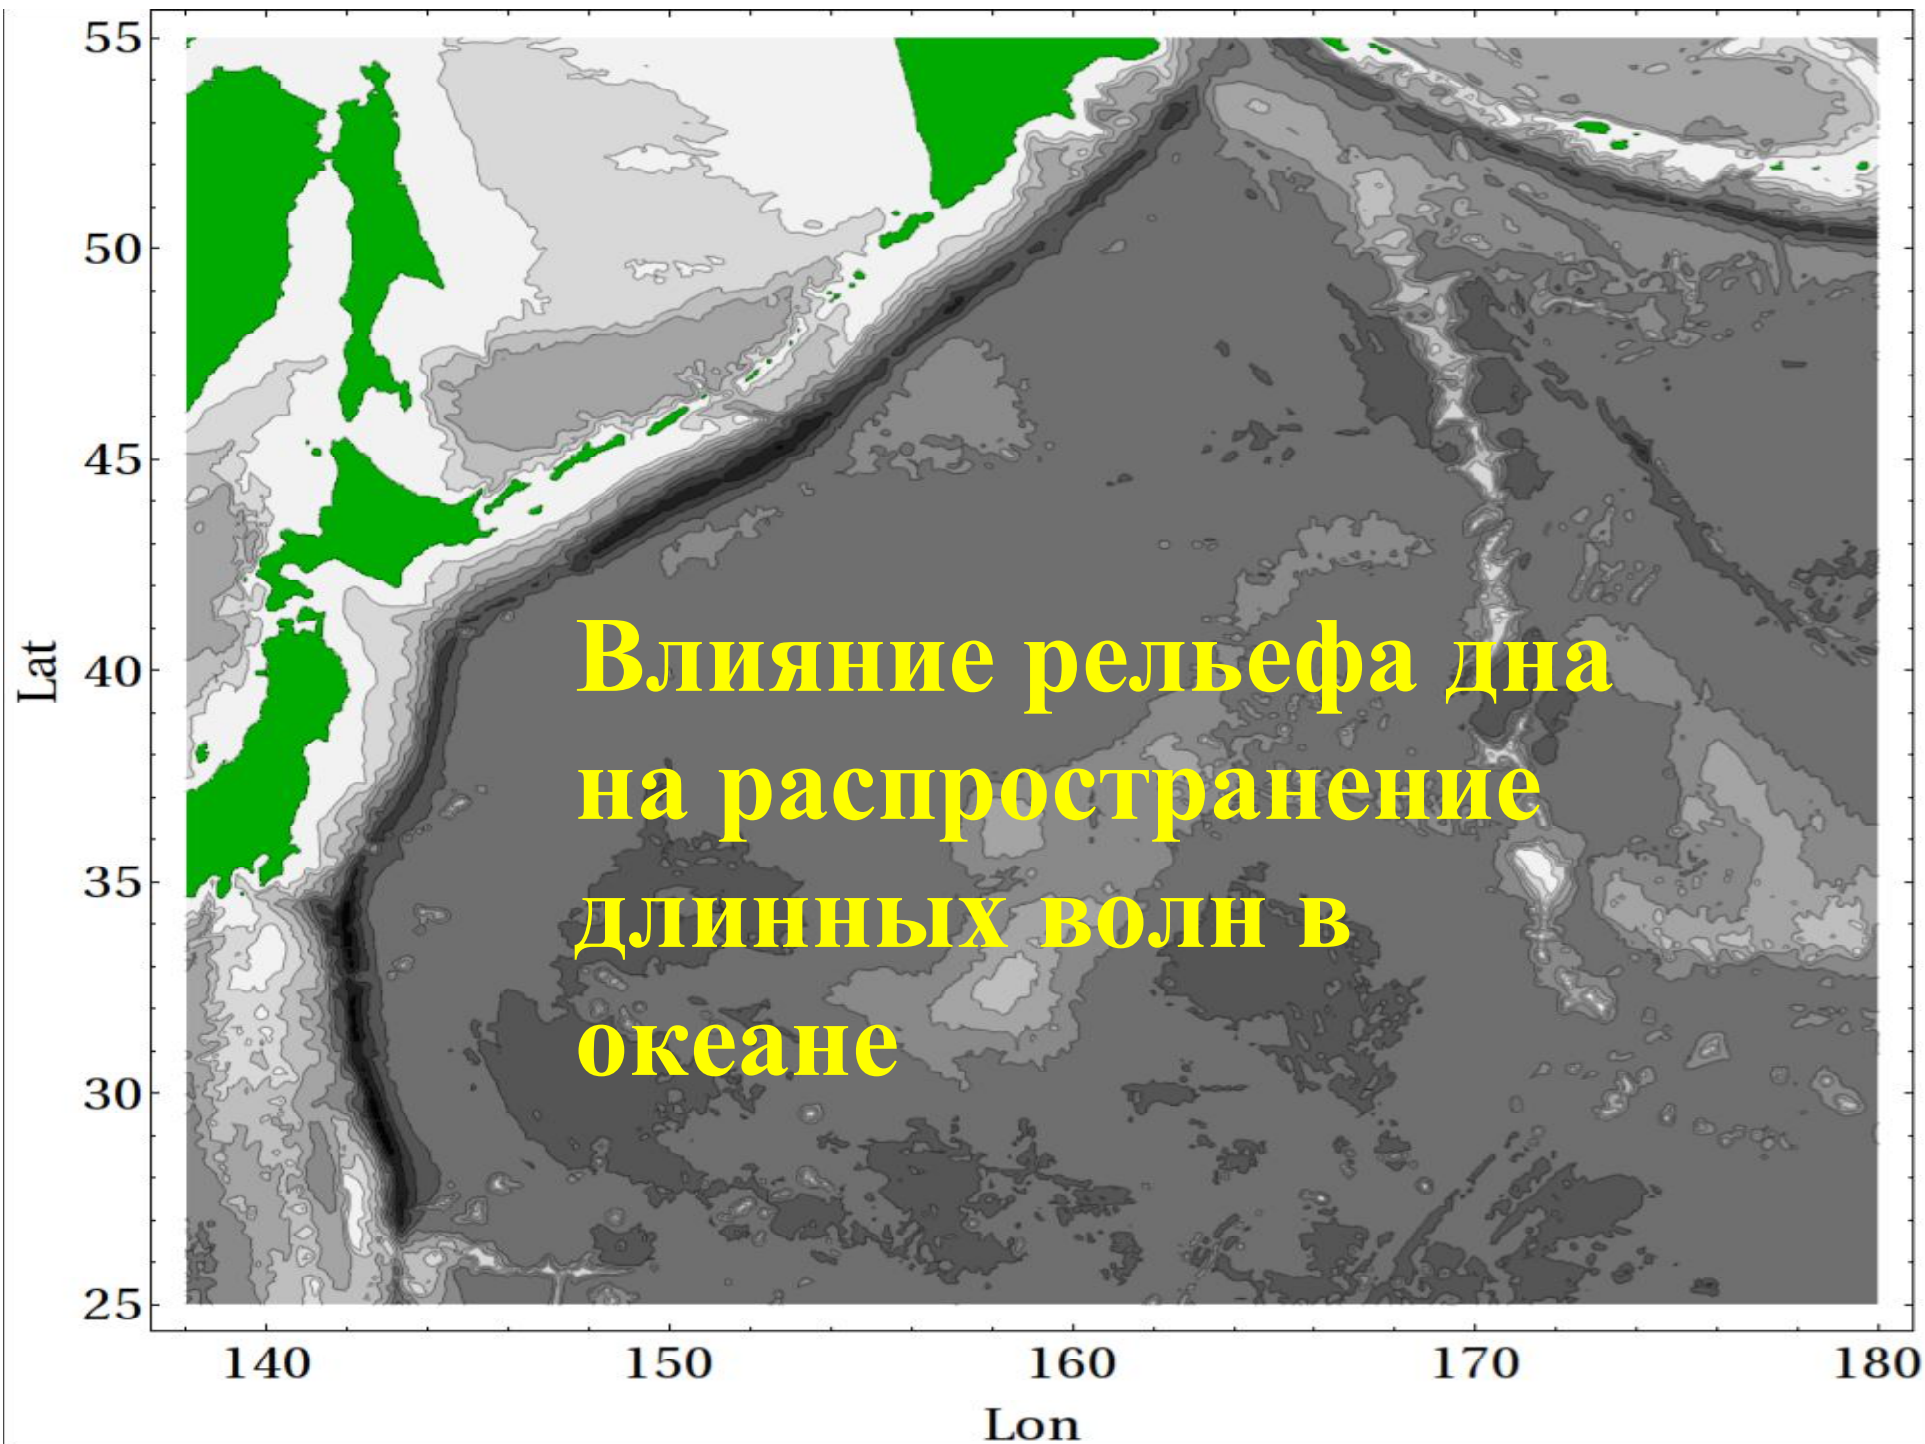 55
50
45
40
35
30
25
Lat
Влияние рельефа дна
на распространение
длинных волн в
океане
140 150 160 170 180
Lon